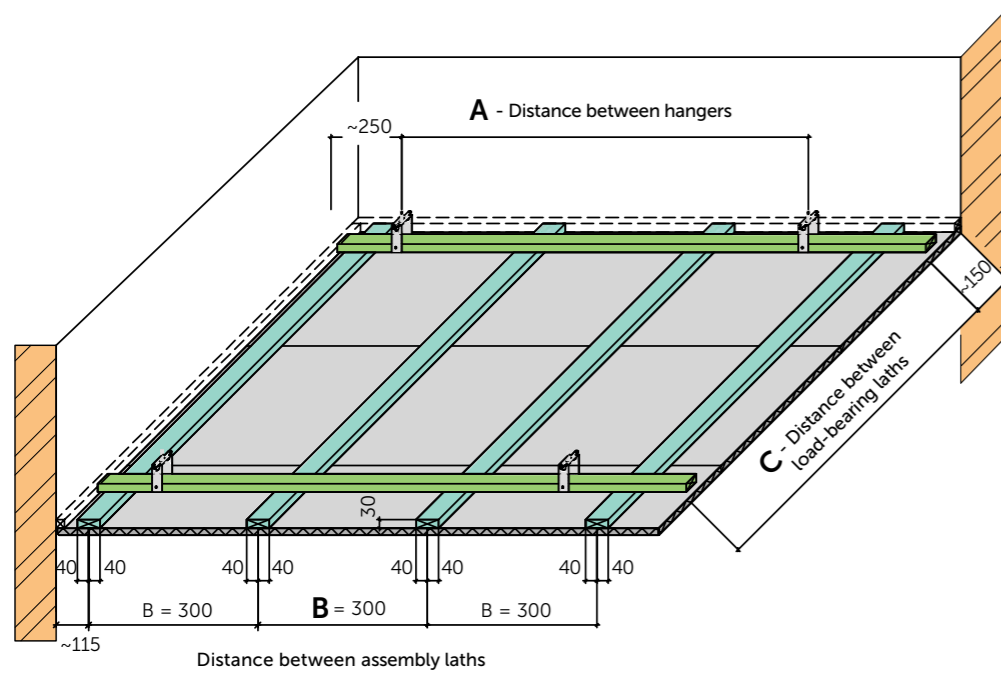 A - Distance between hangers
~250
~150
C - Distance between
load-bearing laths
30
40 40 40 40 40 40 40 40
B = 300 B = 300 B = 300
~115
Distance between assembly laths